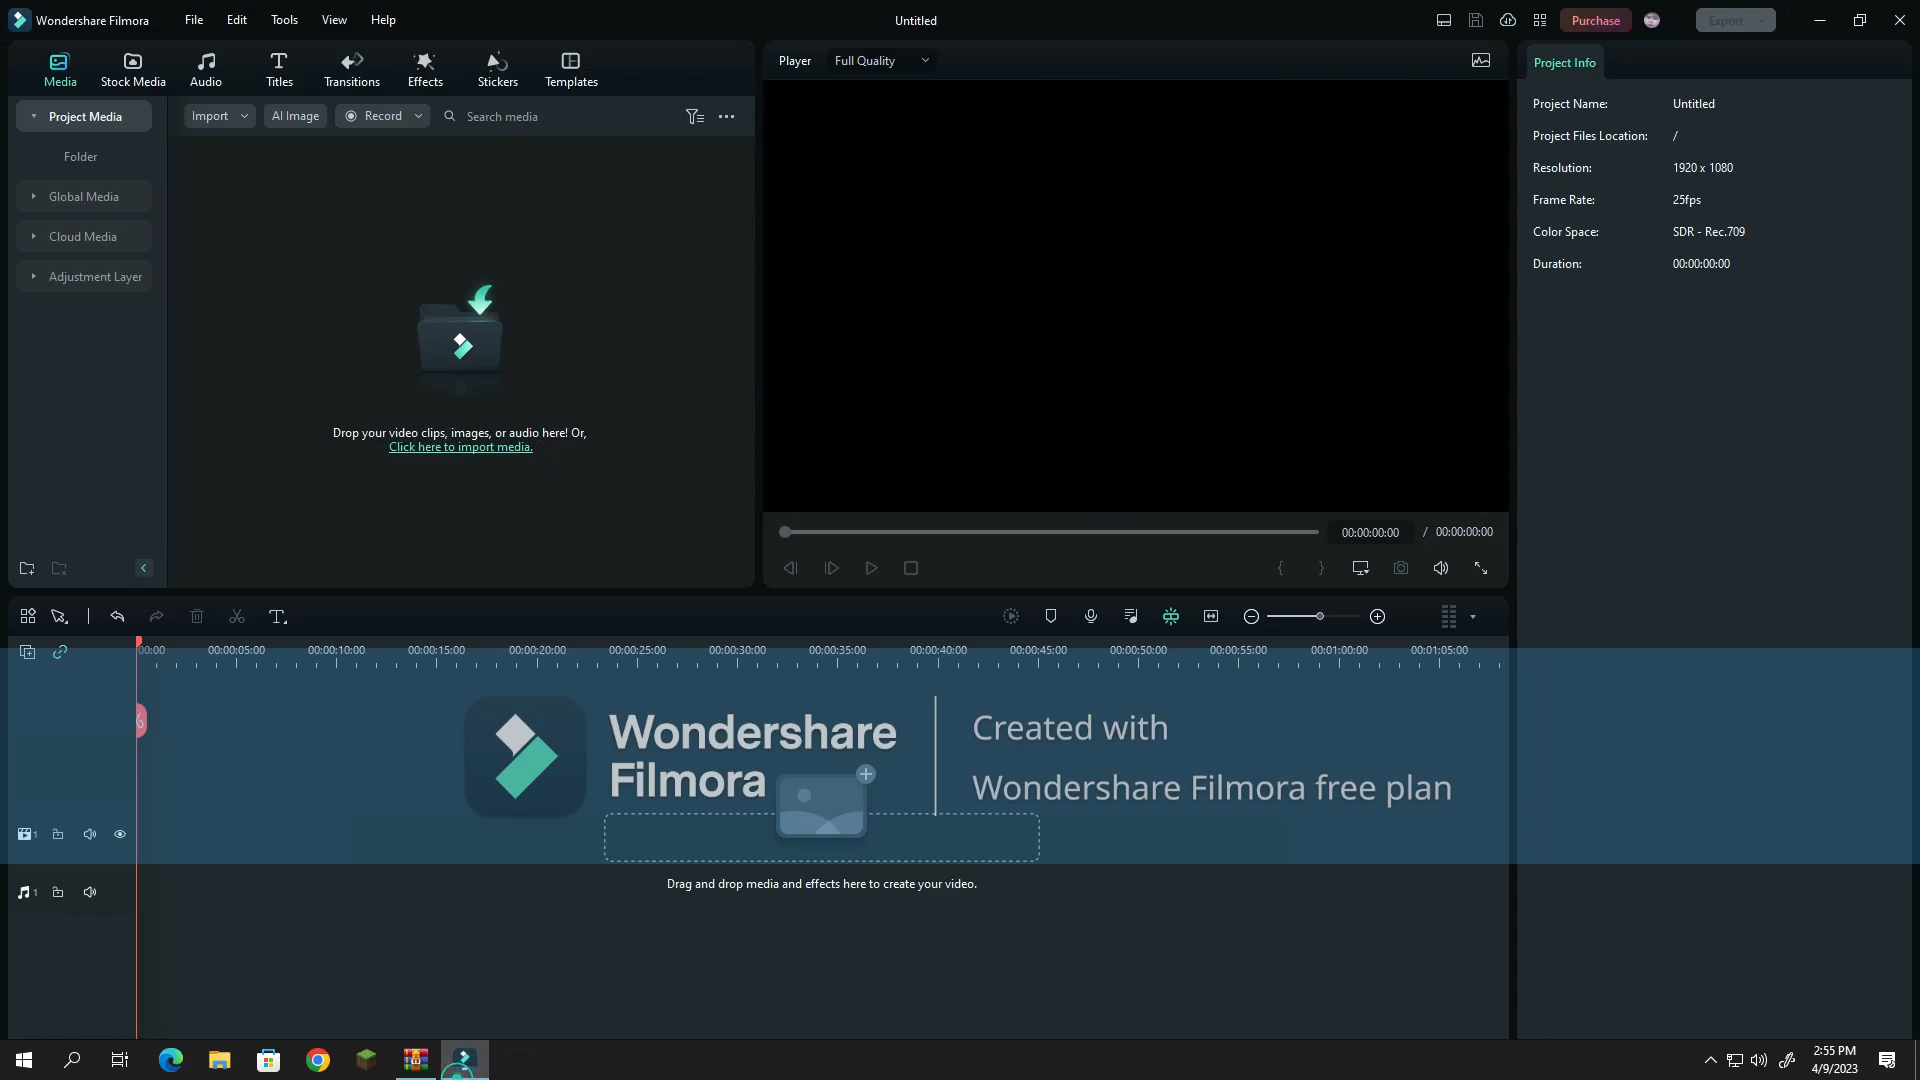 Wondershare Filmora File Edit Tools View Help Untitled Purchase Export
Media Stock Media Audio Titles Transitions Effects Stickers Templates
Player Full Quality
Project Info
Project Media
Import AI Image Record Search media
Folder
Global Media
Cloud Media
Adjustment Layer
Drop your video clips, images, or audio here! Or,
Click here to import media.
Project Name: Untitled
Project Files Location: /
Resolution: 1920 x 1080
Frame Rate: 25fps
Color Space: SDR - Rec.709
Duration: 00:00:00:00
00:00:00:00 / 00:00:00:00
00:00 00:00:05:00 00:00:10:00 00:00:15:00 00:00:20:00 00:00:25:00 00:00:30:00 00:00:35:00 00:00:40:00 00:00:45:00 00:00:50:00 00:00:55:00 00:01:00:00 00:01:05:00
Wondershare
Filmora
Created with
Wondershare Filmora free plan
1
1
Drag and drop media and effects here to create your video.
2:55 PM
4/9/2023